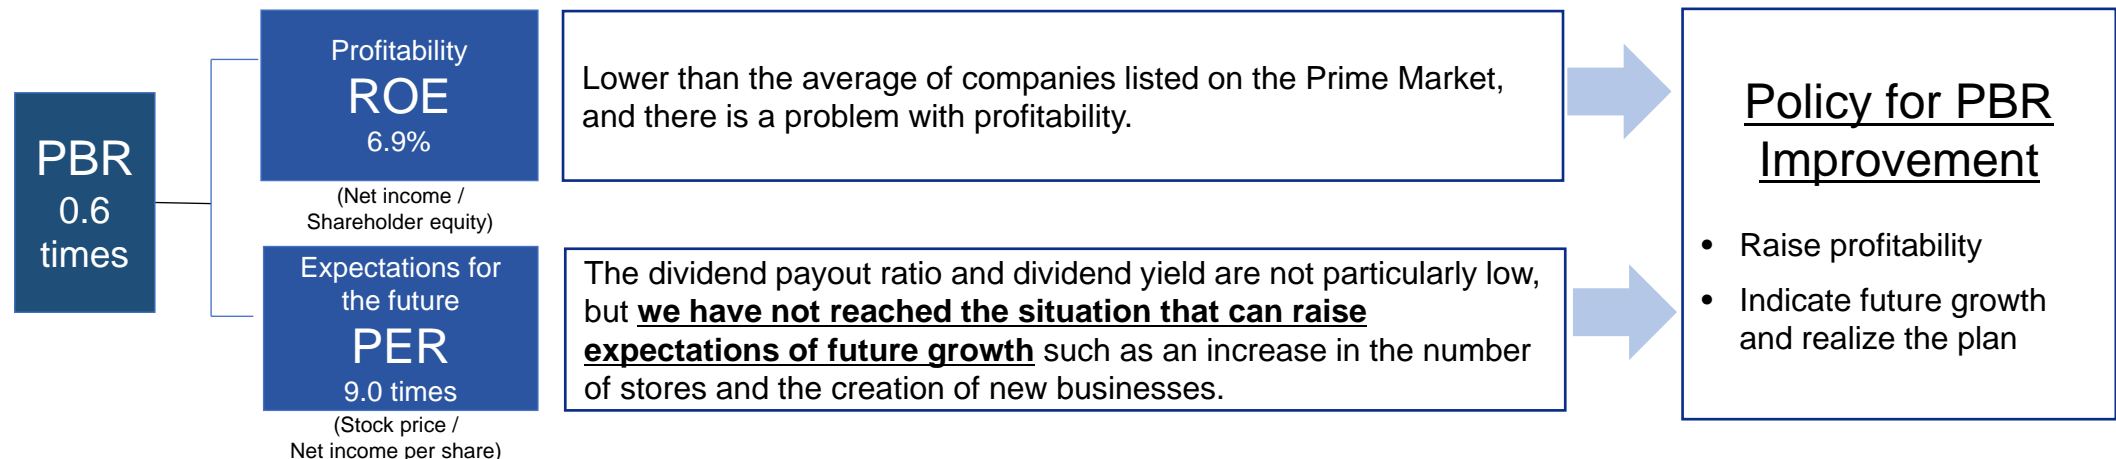 PBR
0.6
times
Profitability
ROE
6.9%
(Net income /
Shareholder equity)
Lower than the average of companies listed on the Prime Market,
and there is a problem with profitability.
Expectations for
the future
PER
9.0 times
(Stock price /
Net income per share)
The dividend payout ratio and dividend yield are not particularly low,
but we have not reached the situation that can raise
expectations of future growth such as an increase in the number
of stores and the creation of new businesses.
Policy for PBR
Improvement
• Raise profitability
• Indicate future growth
and realize the plan